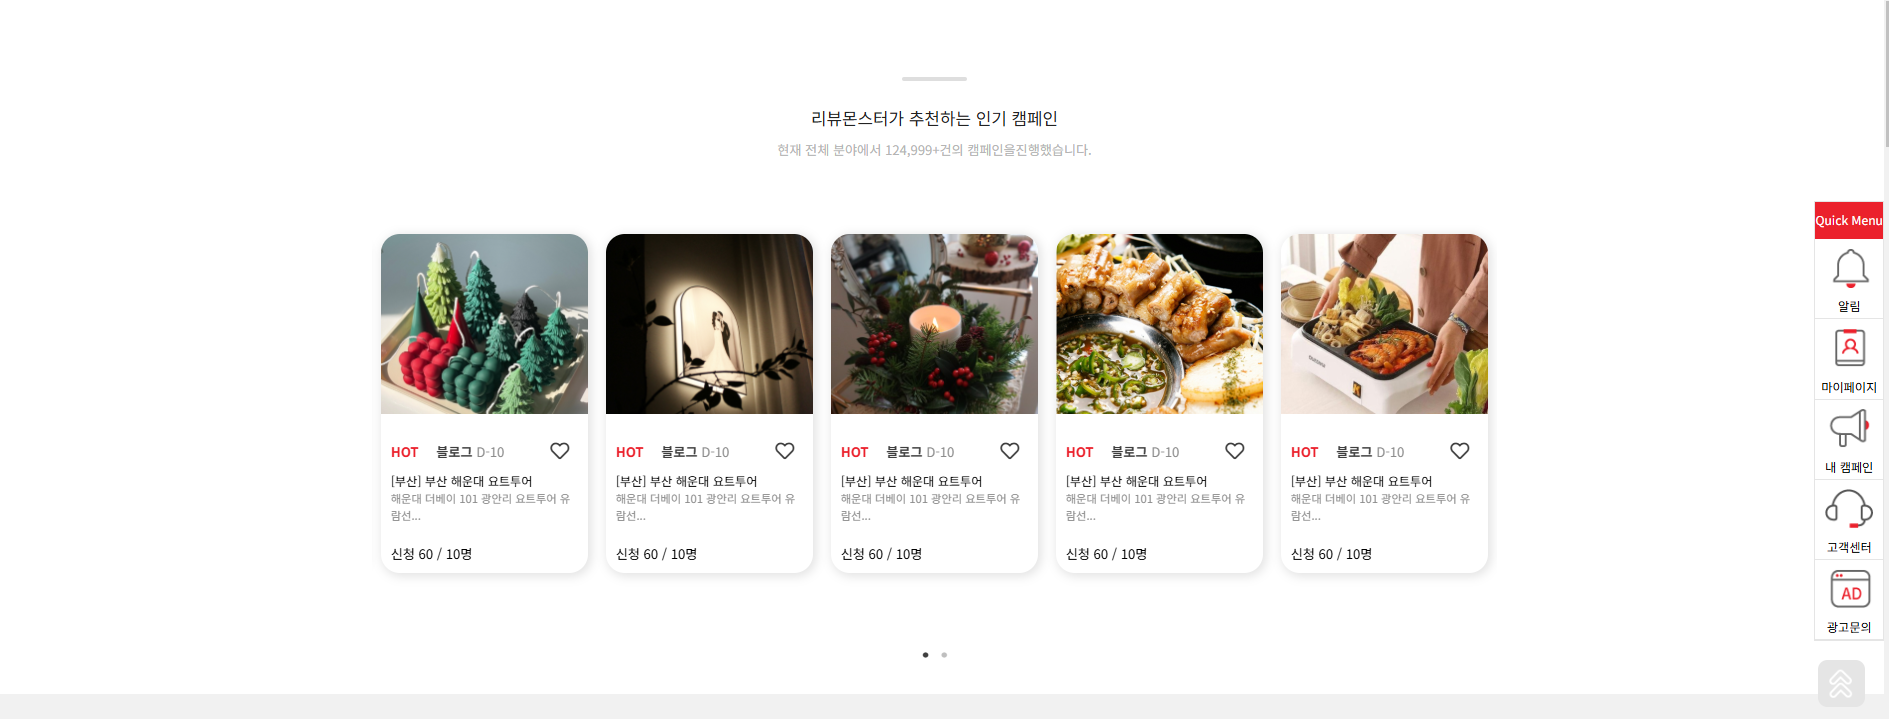 리뷰몬스터가 추천하는 인기 캠페인
현재 전체 분야에서 124,999+건의 캠페인을진행했습니다.
HOT 블로그 D-10
[부산] 부산 해운대 요트투어
해운대 더베이 101 광안리 요트투어 유
람선...
신청 60 / 10명
HOT 블로그 D-10
[부산] 부산 해운대 요트투어
해운대 더베이 101 광안리 요트투어 유
람선...
신청 60 / 10명
HOT 블로그 D-10
[부산] 부산 해운대 요트투어
해운대 더베이 101 광안리 요트투어 유
람선...
신청 60 / 10명
HOT 블로그 D-10
[부산] 부산 해운대 요트투어
해운대 더베이 101 광안리 요트투어 유
람선...
신청 60 / 10명
HOT 블로그 D-10
[부산] 부산 해운대 요트투어
해운대 더베이 101 광안리 요트투어 유
람선...
신청 60 / 10명
Quick Menu
알림
마이페이지
내 캠페인
고객센터
AD
광고문의